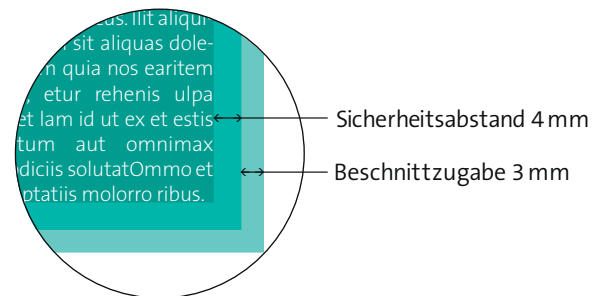 us. Ilit aliqui-
sit aliquas dole-
quia nos earitem
etur rehenis ulpa
et lam id ut ex et estis
tum aut omnimax
diciis solutatOmmo et
ptatiis molorro ribus.
Sicherheitsabstand 4 mm
Beschnittzugabe 3 mm